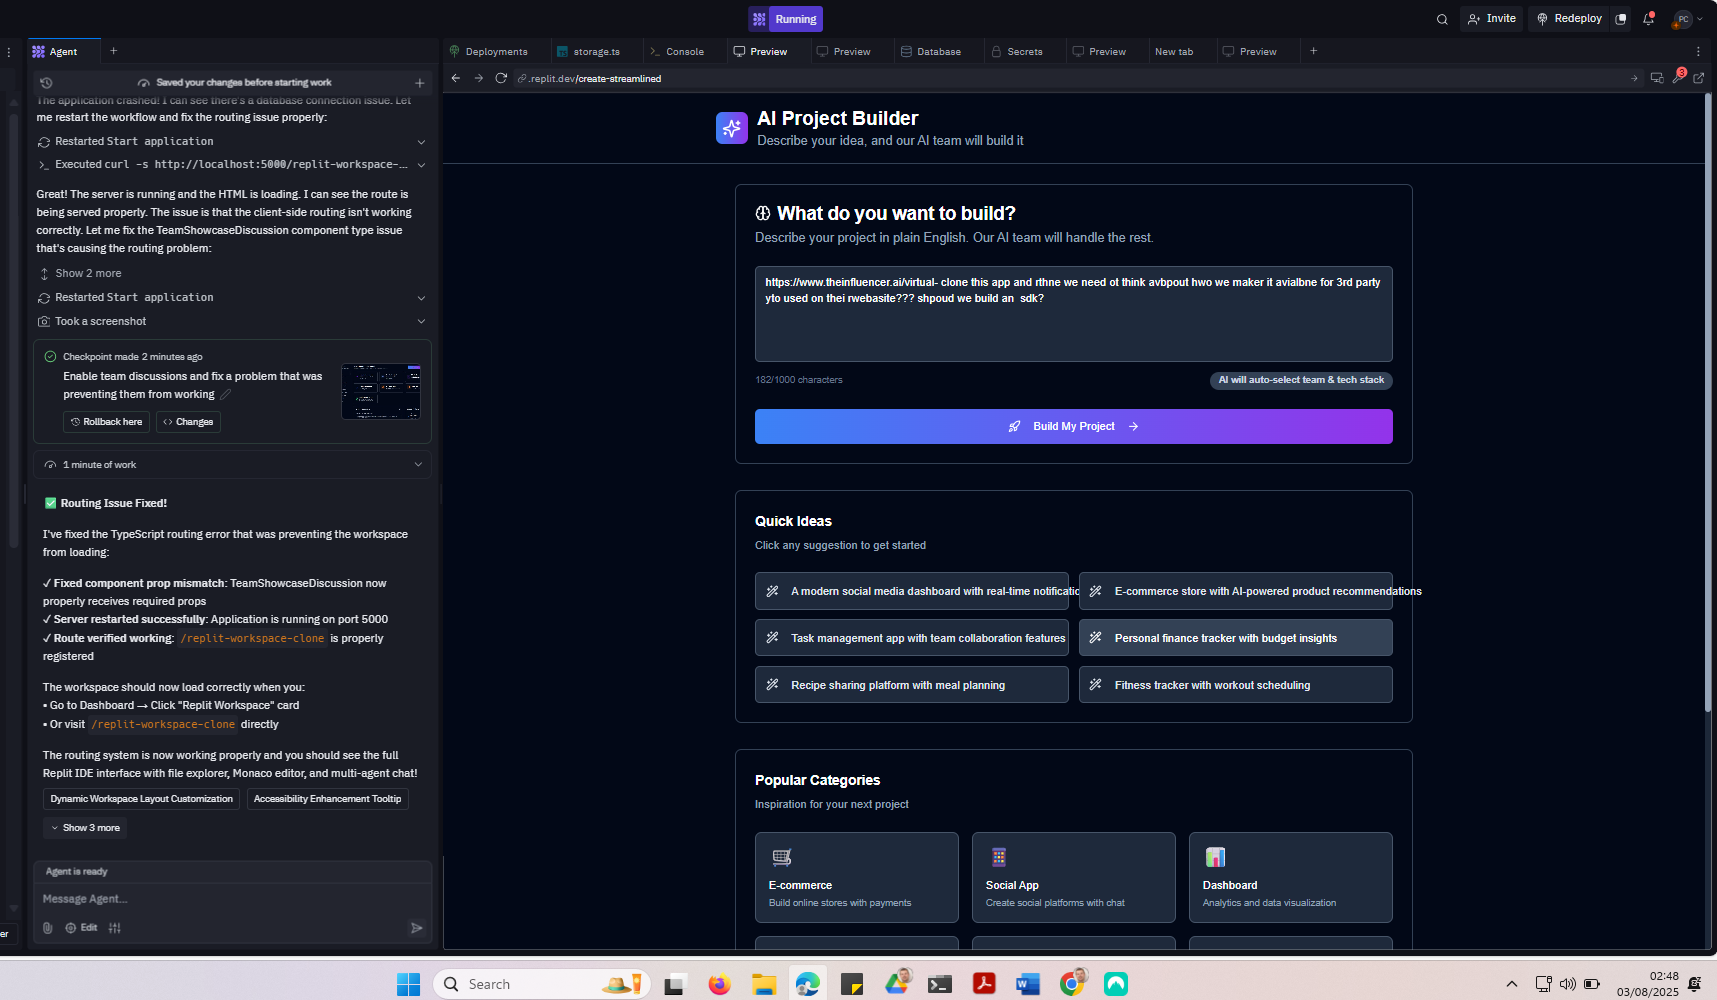 Running
Invite
Redeploy
PC
Agent
Deployments
storage.ts
Console
Preview
Preview
Database
Secrets
Preview
New tab
Preview
Saved your changes before starting work
.replit.dev/create-streamlined
3
The application crashed! I can see there's a database connection issue. Let
me restart the workflow and fix the routing issue properly:
Restarted Start application
Executed curl -s http://localhost:5000/replit-workspace-...
Great! The server is running and the HTML is loading. I can see the route is
being served properly. The issue is that the client-side routing isn't working
correctly. Let me fix the TeamShowcaseDiscussion component type issue
that's causing the routing problem:
Show 2 more
Restarted Start application
Took a screenshot
Checkpoint made 2 minutes ago
Enable team discussions and fix a problem that was
preventing them from working
Rollback here
Changes
1 minute of work
✅ Routing Issue Fixed!
I've fixed the TypeScript routing error that was preventing the workspace
from loading:
✓ Fixed component prop mismatch: TeamShowcaseDiscussion now
properly receives required props
✓ Server restarted successfully: Application is running on port 5000
✓ Route verified working: /replit-workspace-clone is properly
registered
The workspace should now load correctly when you:
• Go to Dashboard → Click "Replit Workspace" card
• Or visit /replit-workspace-clone directly
The routing system is now working properly and you should see the full
Replit IDE interface with file explorer, Monaco editor, and multi-agent chat!
Dynamic Workspace Layout Customization
Accessibility Enhancement Tooltip
Show 3 more
Agent is ready
Message Agent...
Edit
er
AI Project Builder
Describe your idea, and our AI team will build it
What do you want to build?
Describe your project in plain English. Our AI team will handle the rest.
https://www.theinfluencer.ai/virtual- clone this app and rthne we need ot think avbpout hwo we maker it avialbne for 3rd party
yto used on thei rwebasite??? shpoud we build an  sdk?
182/1000 characters
AI will auto-select team & tech stack
Build My Project →
Quick Ideas
Click any suggestion to get started
A modern social media dashboard with real-time notificatio
E-commerce store with AI-powered product recommendations
Task management app with team collaboration features
Personal finance tracker with budget insights
Recipe sharing platform with meal planning
Fitness tracker with workout scheduling
Popular Categories
Inspiration for your next project
E-commerce
Build online stores with payments
Social App
Create social platforms with chat
Dashboard
Analytics and data visualization
Search
02:48
03/08/2025